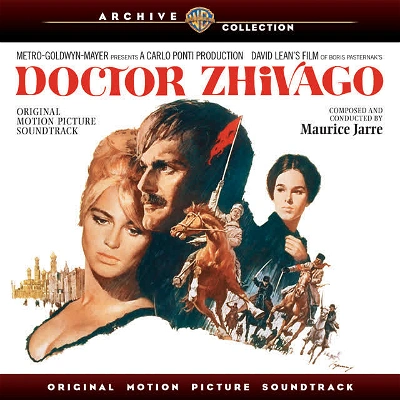 ARCHIVE WB COLLECTION
METRO-GOLDWYN-MAYER PRESENTS A CARLO PONTI PRODUCTION DAVID LEAN'S FILM OF BORIS PASTERNAK'S
DOCTOR ZHiVAGO
ORIGINAL
MOTION PICTURE
SOUNDTRACK
COMPOSED AND
CONDUCTED BY
Maurice Jarre
ORIGINAL MOTION PICTURE SOUNDTRACK